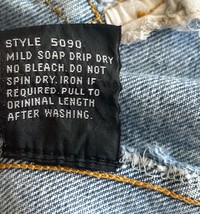 STYLE 5090
MILD SOAP DRIP DRY
NO BLEACH.DO NOT
SPIN DRY.IRON IF
REQUIRED.PULL TO
ORININAL LENGTH
AFTER WASHING.